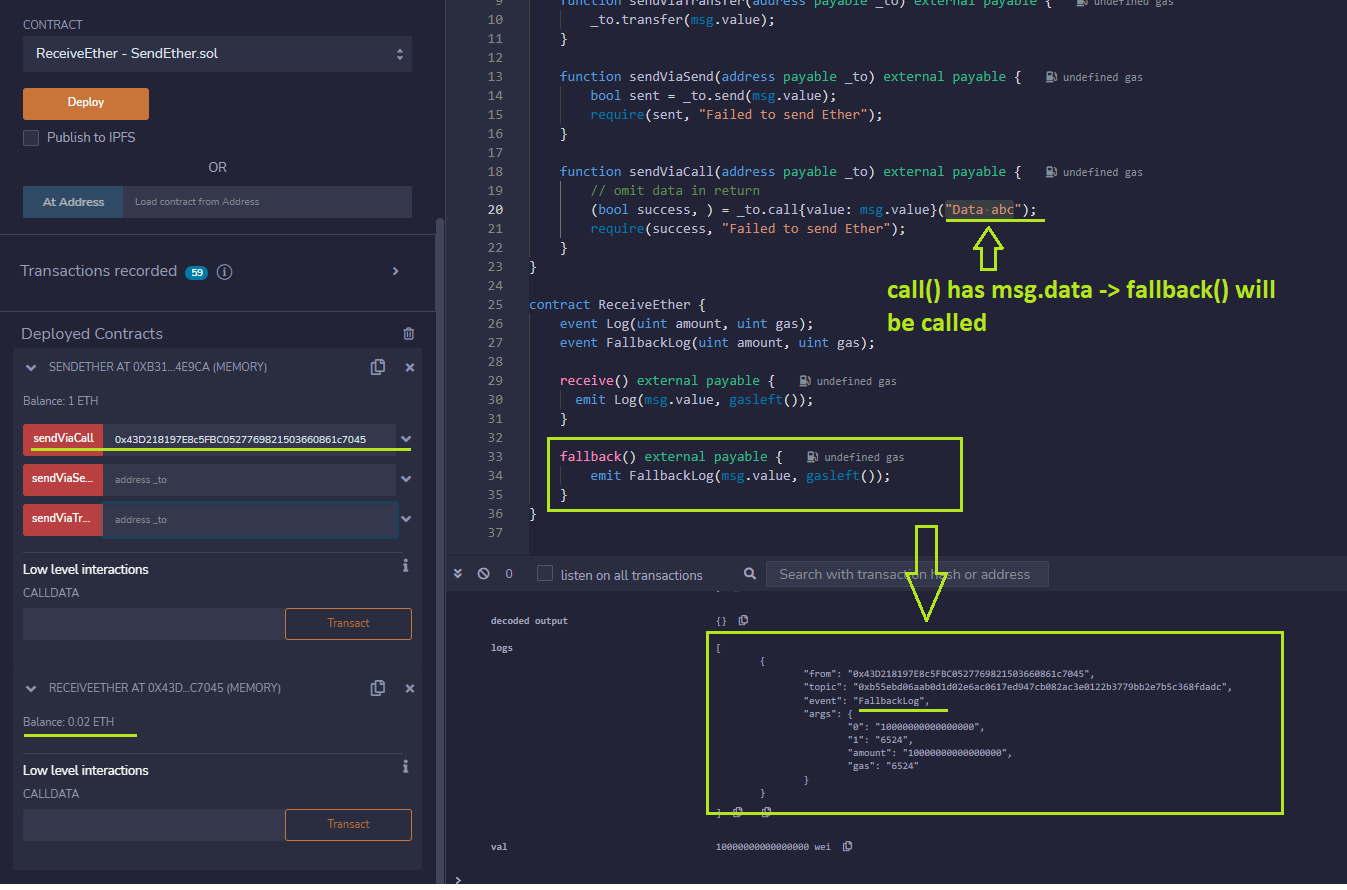 CONTRACT
ReceiveEther - SendEther.sol
Deploy
Publish to IPFS
OR
At Address
Load contract from Address
Transactions recorded 59 i
Deployed Contracts
SENDETHER AT 0XB31...4E9CA (MEMORY)
Balance: 1 ETH
sendViaCall 0x43D218197E8c5FBC0527769821503660861c7045
sendViaSe... address _to
sendViaTr... address _to
Low level interactions
CALLDATA
Transact
RECEIVEETHER AT 0X43D...C7045 (MEMORY)
Balance: 0.02 ETH
Low level interactions
CALLDATA
Transact
9 function sendViaTransfer(address payable _to) external payable { undefined gas
10 _to.transfer(msg.value);
11 }
12
13 function sendViaSend(address payable _to) external payable { undefined gas
14 bool sent = _to.send(msg.value);
15 require(sent, "Failed to send Ether");
16 }
17
18 function sendViaCall(address payable _to) external payable { undefined gas
19 // omit data in return
20 (bool success, ) = _to.call{value: msg.value}("Data abc");
21 require(success, "Failed to send Ether");
22 }
23 }
24
25 contract ReceiveEther {
26 event Log(uint amount, uint gas);
27 event FallbackLog(uint amount, uint gas);
28
29 receive() external payable { undefined gas
30 emit Log(msg.value, gasleft());
31 }
32
33 fallback() external payable { undefined gas
34 emit FallbackLog(msg.value, gasleft());
35 }
36 }
37
call() has msg.data -> fallback() will
be called
0 listen on all transactions Search with transaction hash or address
decoded output {}
logs [
{
"from": "0x43D218197E8c5FBC0527769821503660861c7045",
"topic": "0xb55ebd06aab0d1d02e6ac0617ed947cb082ac3e0122b3779bb2e7b5c368fdadc",
"event": "FallbackLog",
"args": {
"0": "10000000000000000",
"1": "6524",
"amount": "10000000000000000",
"gas": "6524"
}
}
]
val 10000000000000000 wei
>